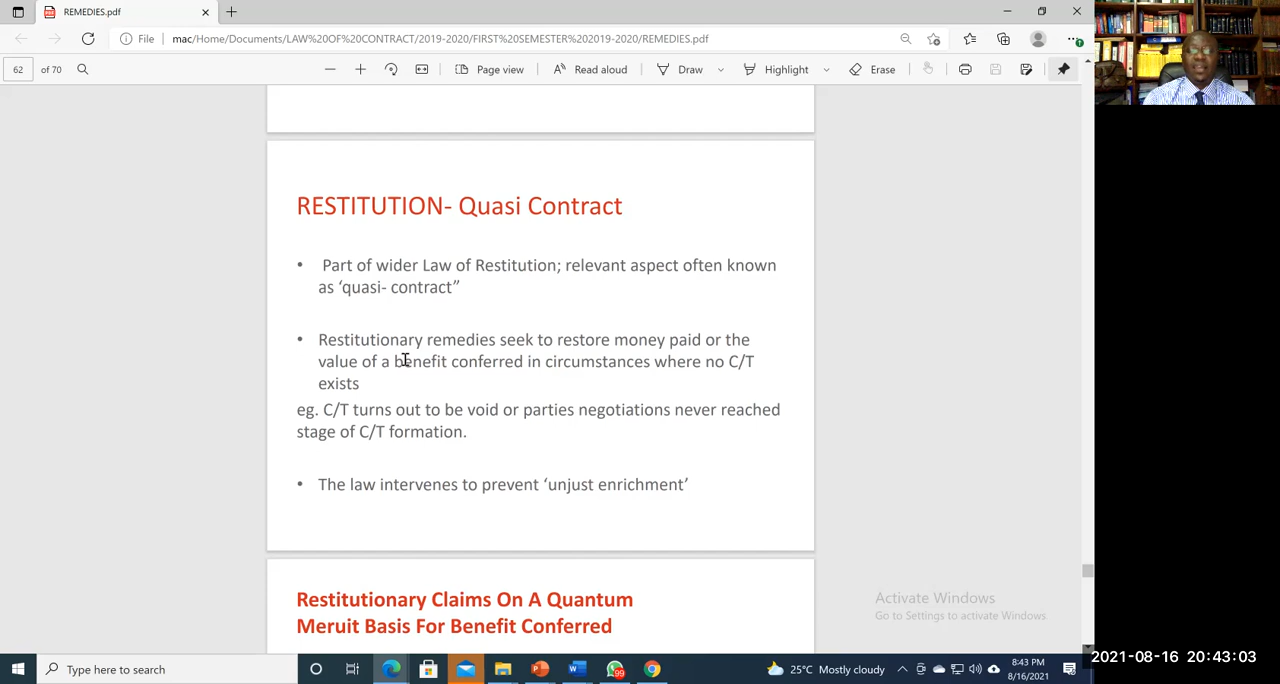 REMEDIES.pdf
File
mac/Home/Documents/LAW%20OF%20CONTRACT/2019-2020/FIRST%20SEMESTER%202019-2020/REMEDIES.pdf
62 of 70
Page view
Read aloud
Draw
Highlight
Erase
RESTITUTION- Quasi Contract
• Part of wider Law of Restitution; relevant aspect often known
as ‘quasi- contract”
• Restitutionary remedies seek to restore money paid or the
value of a benefit conferred in circumstances where no C/T
exists
eg. C/T turns out to be void or parties negotiations never reached
stage of C/T formation.
• The law intervenes to prevent ‘unjust enrichment’
Restitutionary Claims On A Quantum
Meruit Basis For Benefit Conferred
Activate Windows
Go to Settings to activate Windows.
Type here to search
99
25°C Mostly cloudy
8:43 PM
8/16/2021
2021-08-16 20:43:03